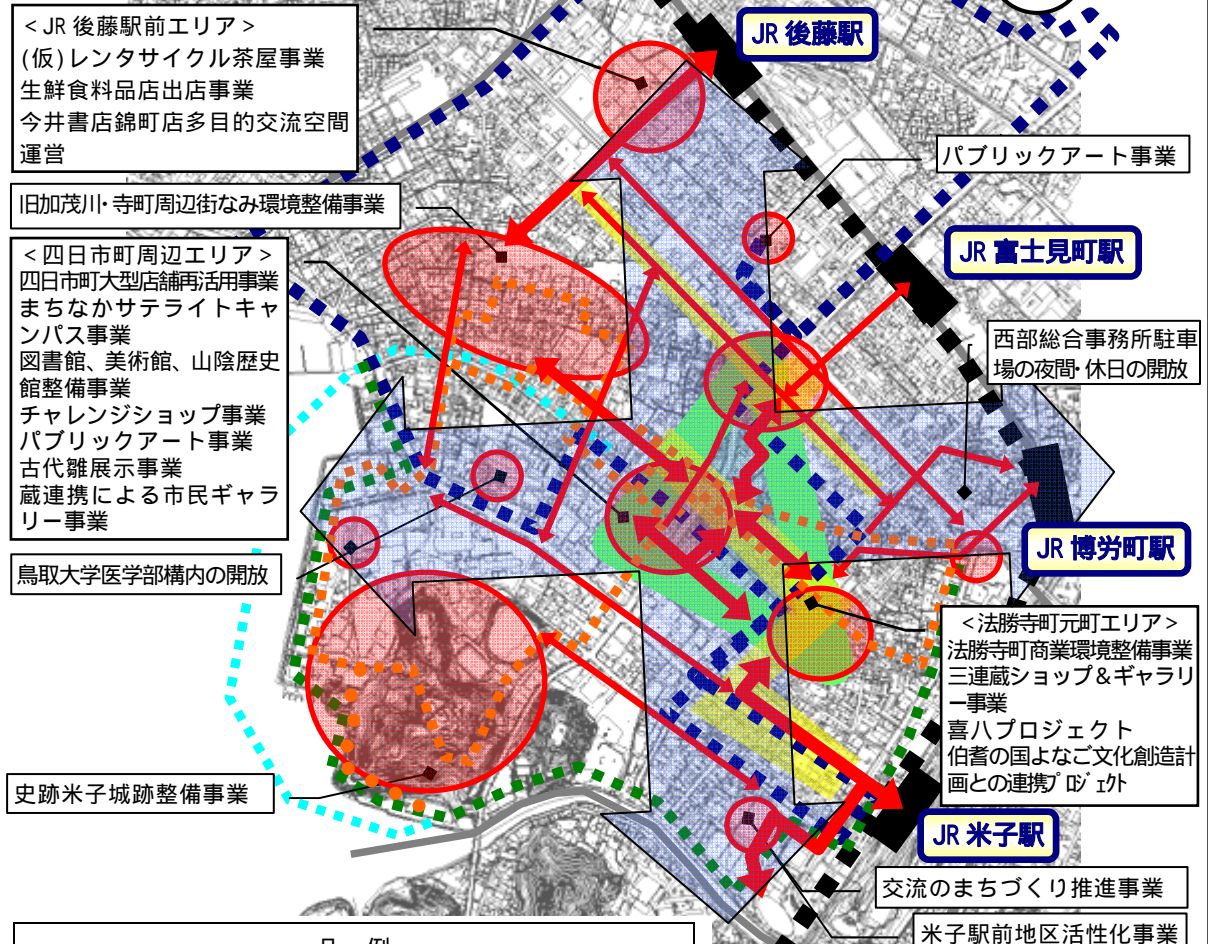 <JR 後藤駅前エリア>
(仮)レンタサイクル茶屋事業
生鮮食料品店出店事業
今井書店錦町店多目的交流空間
運営
JR 後藤駅
パブリックアート事業
旧加茂川・寺町周辺街なみ環境整備事業
JR 富士見町駅
<四日市町周辺エリア>
四日市町大型店舗再活用事業
まちなかサテライトキャ
ンパス事業
図書館、美術館、山陰歴史
館整備事業
チャレンジショップ事業
パブリックアート事業
古代雛展示事業
蔵連携による市民ギャラ
リー事業
西部総合事務所駐車
場の夜間・休日の開放
JR 博労町駅
鳥取大学医学部構内の開放
<法勝寺町元町エリア>
法勝寺町商業環境整備事業
三連蔵ショップ&ギャラリ
ー事業
喜八プロジェクト
伯耆の国よなご文化創造計
画との連携プロジェクト
史跡米子城跡整備事業
JR 米子駅
交流のまちづくり推進事業
米子駅前地区活性化事業
凡 例